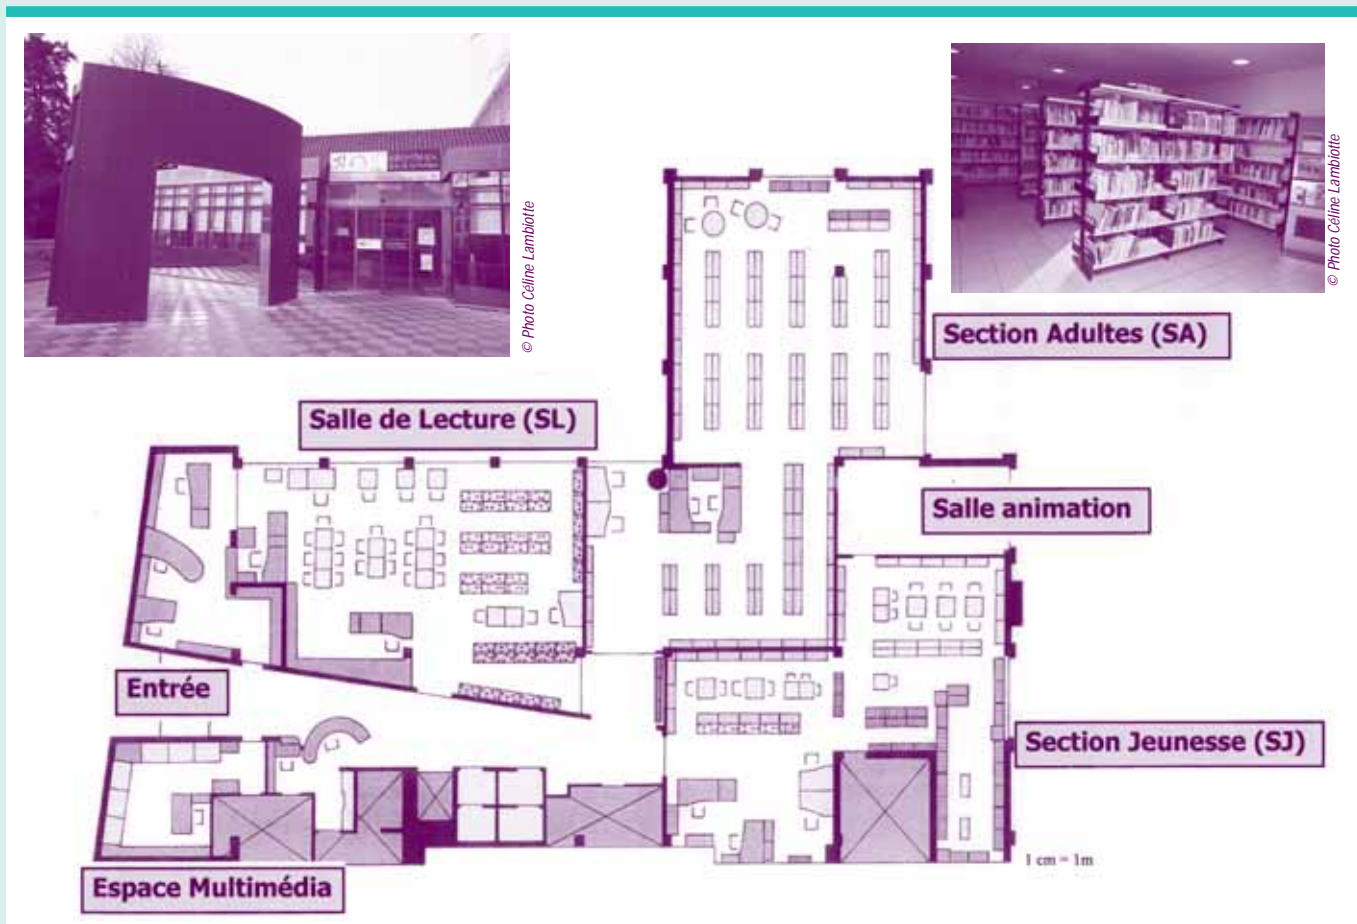 © Photo Céline Lambiotte
© Photo Céline Lambiotte
Section Adultes (SA)
Salle de Lecture (SL)
Salle animation
Entrée
Section Jeunesse (SJ)
1 cm = 1m
Espace Multimédia